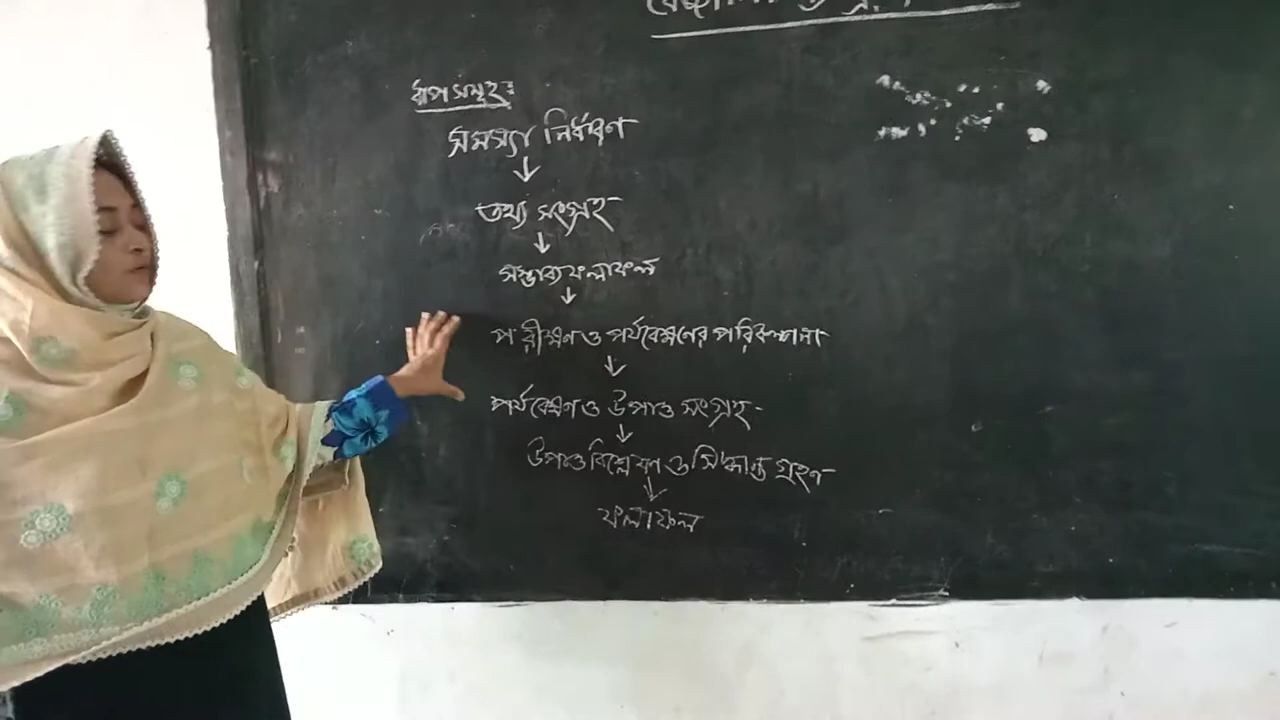 ধাপসমূহঃ
সমস্যা নির্ধারণ
↓
তথ্য সংগ্রহ
↓
সম্ভাব্য ফলাফল
↓
পরীক্ষণ ও পর্যবেক্ষণের পরিকল্পনা
↓
পর্যবেক্ষণ ও উপাত্ত সংগ্রহ
↓
উপাত্ত বিশ্লেষণ ও সিদ্ধান্ত গ্রহণ
↓
ফলাফল